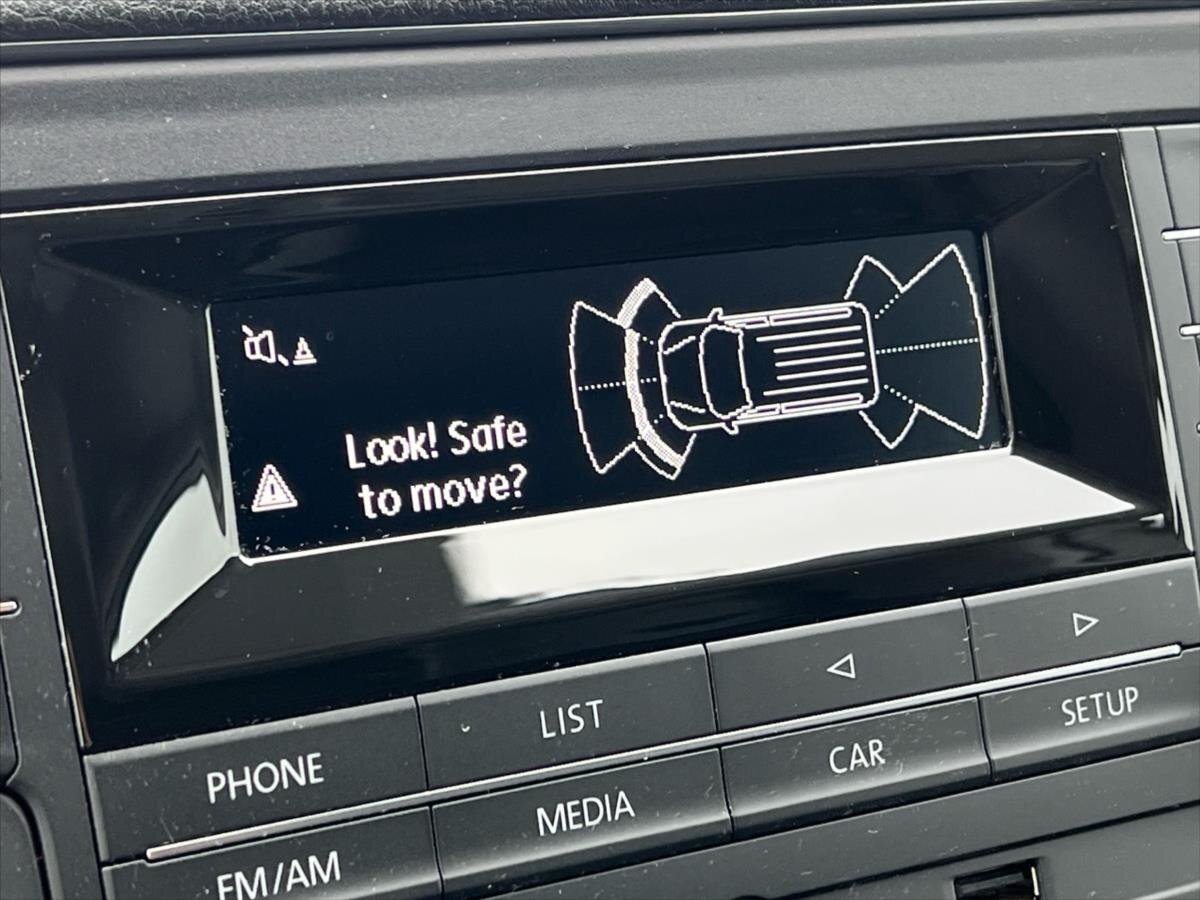 Look! Safe
to move?
PHONE
LIST
FM/AM
MEDIA
CAR
SETUP